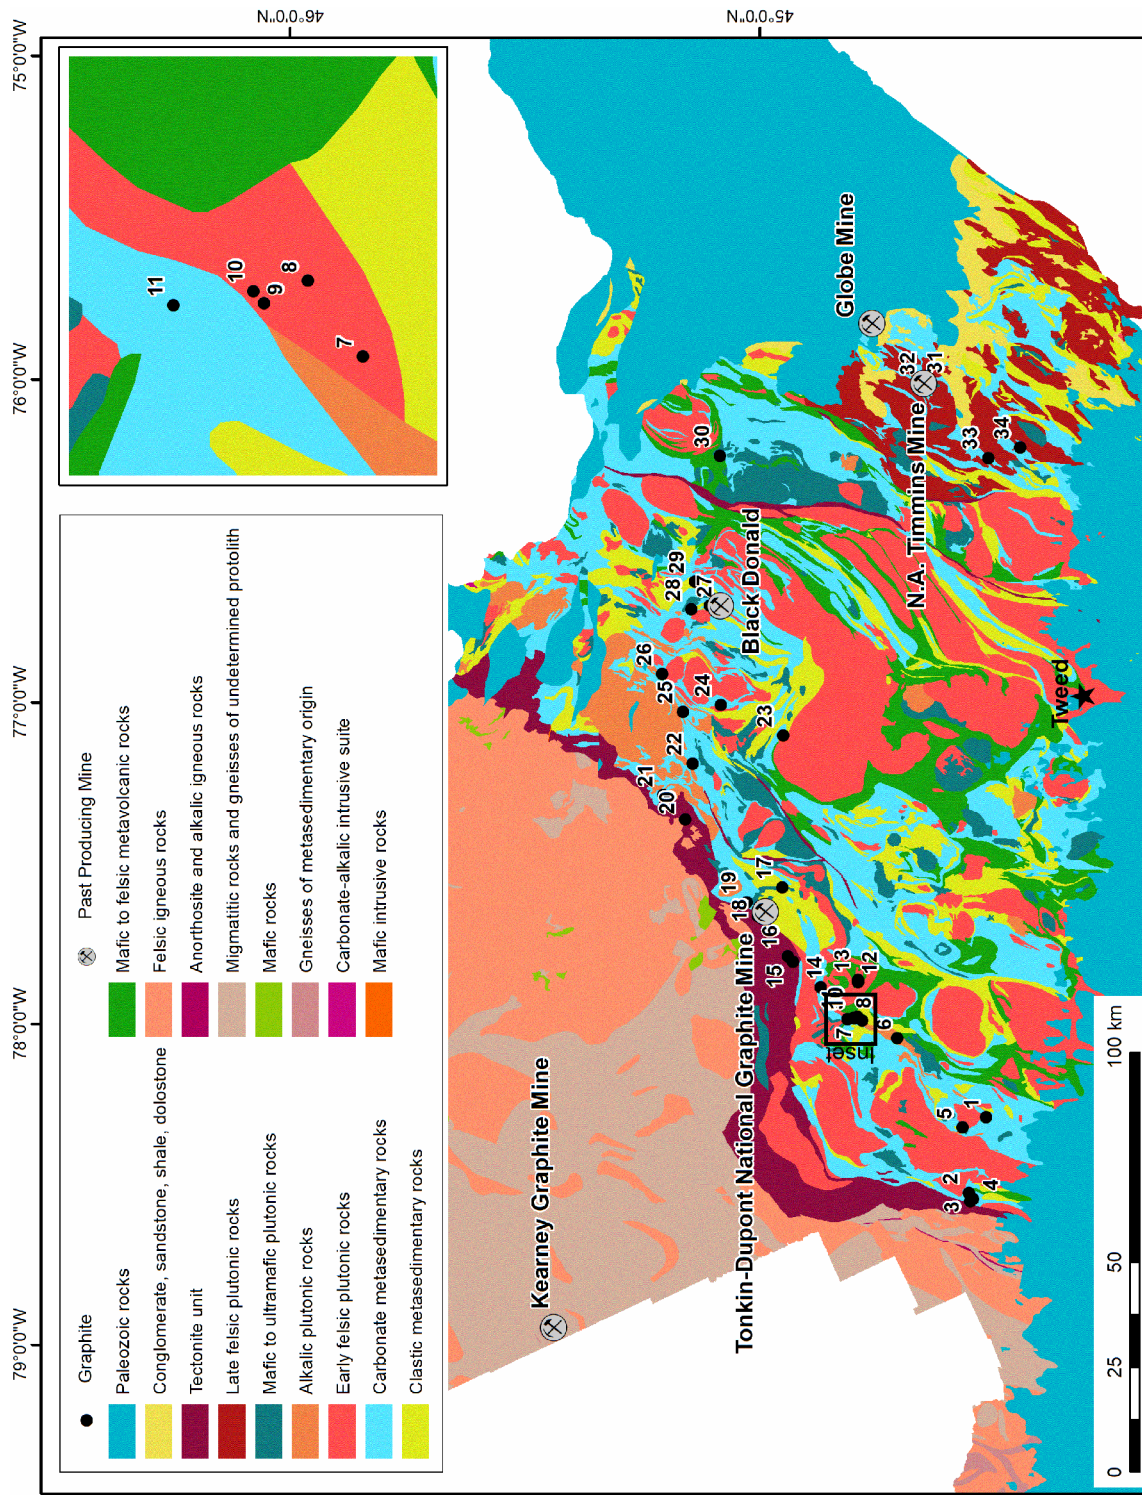 75°0'0"W
76°0'0"W
77°0'0"W
78°0'0"W
79°0'0"W
46°0'0"N
45°0'0"N
Graphite
Paleozoic rocks
Conglomerate, sandstone, shale, dolostone
Tectonite unit
Late felsic plutonic rocks
Mafic to ultramafic plutonic rocks
Alkalic plutonic rocks
Early felsic plutonic rocks
Carbonate metasedimentary rocks
Clastic metasedimentary rocks
Past Producing Mine
Mafic to felsic metavolcanic rocks
Felsic igneous rocks
Anorthosite and alkalic igneous rocks
Migmatitic rocks and gneisses of undetermined protolith
Mafic rocks
Gneisses of metasedimentary origin
Carbonate-alkalic intrusive suite
Mafic intrusive rocks
11
10
9
8
7
Kearney Graphite Mine
Tonkin-Dupont National Graphite Mine
Black Donald
N.A. Timmins Mine
Globe Mine
Tweed
Inset
1
2
3
4
5
6
7
8
10
12
13
14
15
16
17
18
19
20
21
22
23
24
25
26
27
28
29
30
31
32
33
34
0
25
50
100 km